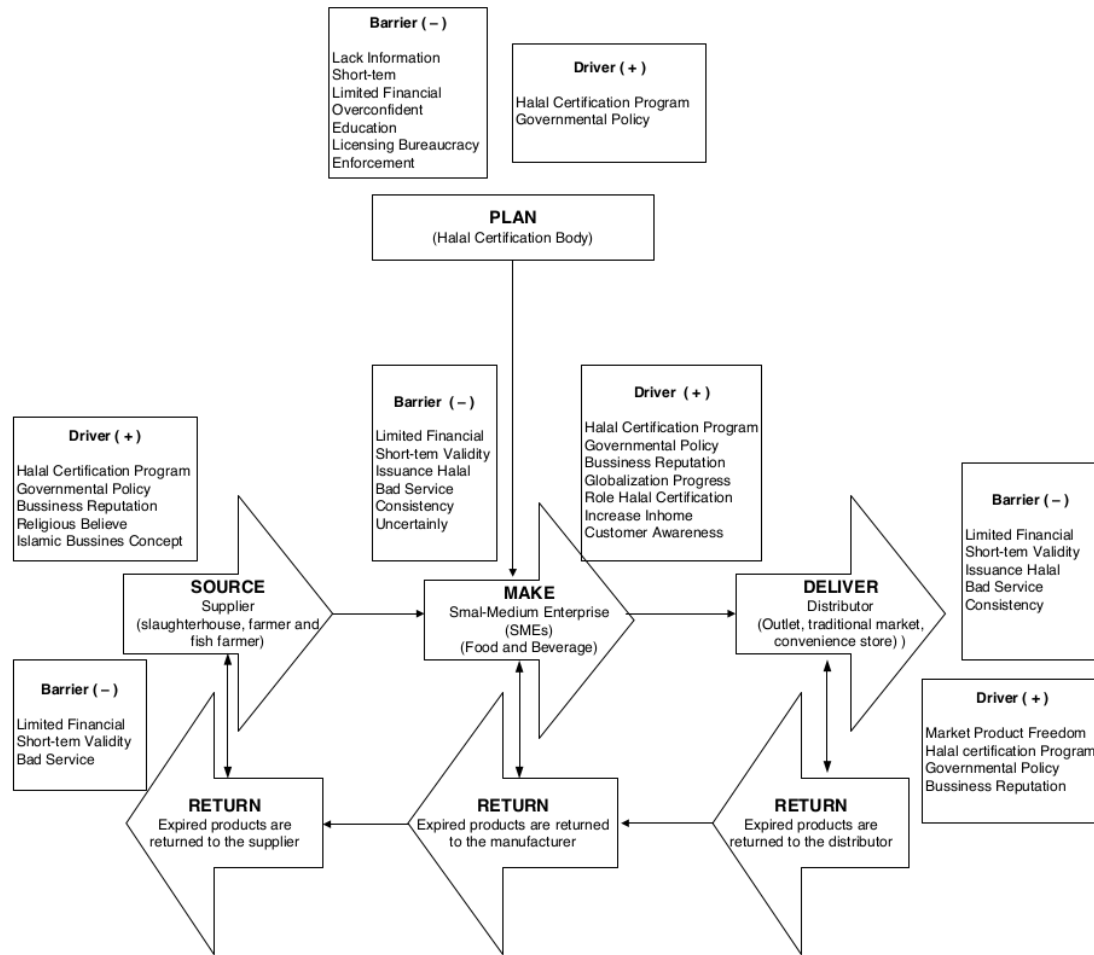 Barrier ( – )
Lack Information
Short-tem
Limited Financial
Overconfident
Education
Licensing Bureaucracy
Enforcement
Driver ( + )
Halal Certification Program
Governmental Policy
PLAN
(Halal Certification Body)
Driver ( + )
Halal Certification Program
Governmental Policy
Bussiness Reputation
Religious Believe
Islamic Bussines Concept
Barrier ( – )
Limited Financial
Short-tem Validity
Issuance Halal
Bad Service
Consistency
Uncertainly
Driver ( + )
Halal Certification Program
Governmental Policy
Bussiness Reputation
Globalization Progress
Role Halal Certification
Increase Inhome
Customer Awareness
Barrier ( – )
Limited Financial
Short-tem Validity
Issuance Halal
Bad Service
Consistency
SOURCE
Supplier
(slaughterhouse, farmer and
fish farmer)
MAKE
Smal-Medium Enterprise
(SMEs)
(Food and Beverage)
DELIVER
Distributor
(Outlet, traditional market,
convenience store) )
Barrier ( – )
Limited Financial
Short-tem Validity
Bad Service
Driver ( + )
Market Product Freedom
Halal certification Program
Governmental Policy
Bussiness Reputation
RETURN
Expired products are
returned to the supplier
RETURN
Expired products are returned
to the manufacturer
RETURN
Expired products are
returned to the distributor